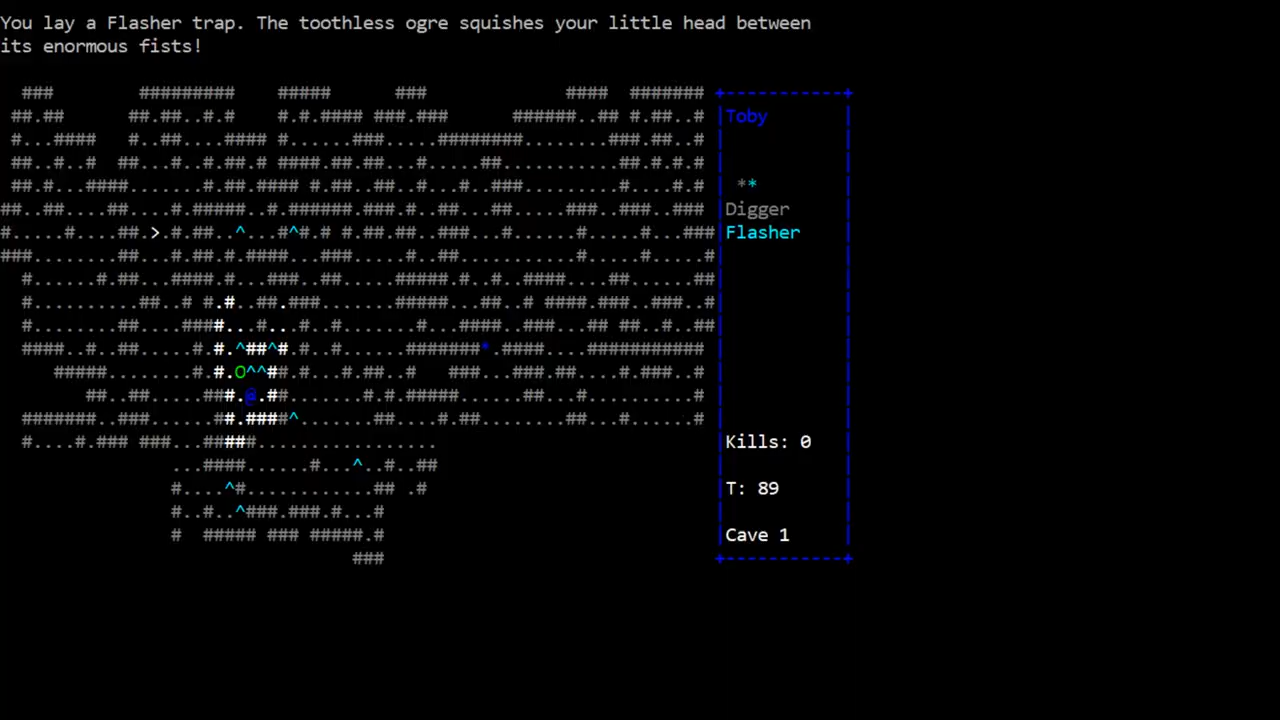 You lay a Flasher trap. The toothless ogre squishes your little head between
its enormous fists!
Toby
**
Digger
Flasher
Kills: 0
T: 89
Cave 1